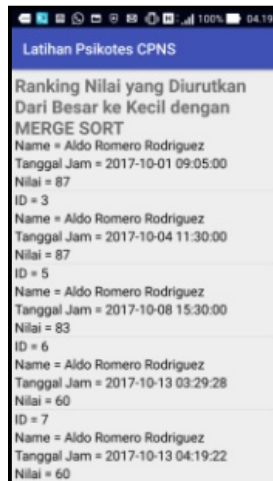 100% 04.19
Latihan Psikotes CPNS
Ranking Nilai yang Diurutkan
Dari Besar ke Kecil dengan
MERGE SORT
Name = Aldo Romero Rodriguez
Tanggal Jam = 2017-10-01 09:05:00
Nilai = 87
ID = 3
Name = Aldo Romero Rodriguez
Tanggal Jam = 2017-10-04 11:30:00
Nilai = 87
ID = 5
Name = Aldo Romero Rodriguez
Tanggal Jam = 2017-10-08 15:30:00
Nilai = 83
ID = 6
Name = Aldo Romero Rodriguez
Tanggal Jam = 2017-10-13 03:29:28
Nilai = 60
ID = 7
Name = Aldo Romero Rodriguez
Tanggal Jam = 2017-10-13 04:19:22
Nilai = 60